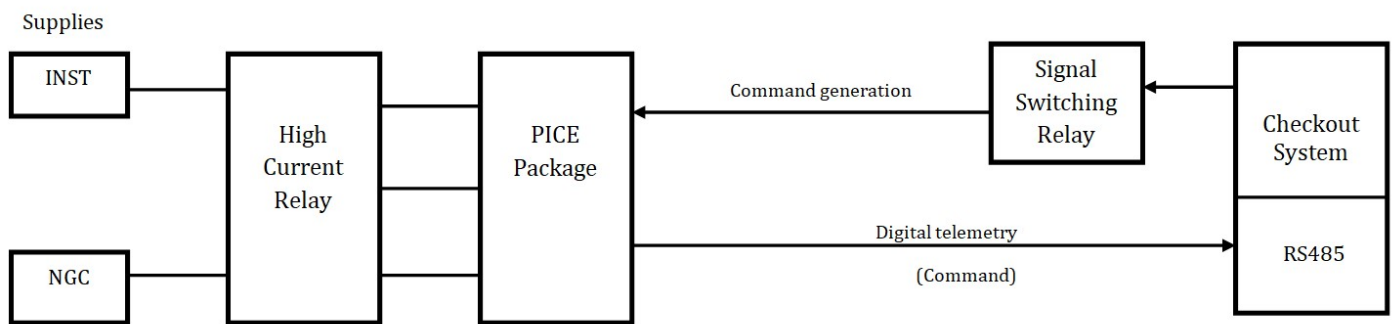 Supplies
INST
NGC
High
Current
Relay
PICE
Package
Command generation
Digital telemetry
(Command)
Signal
Switching
Relay
Checkout
System
RS485